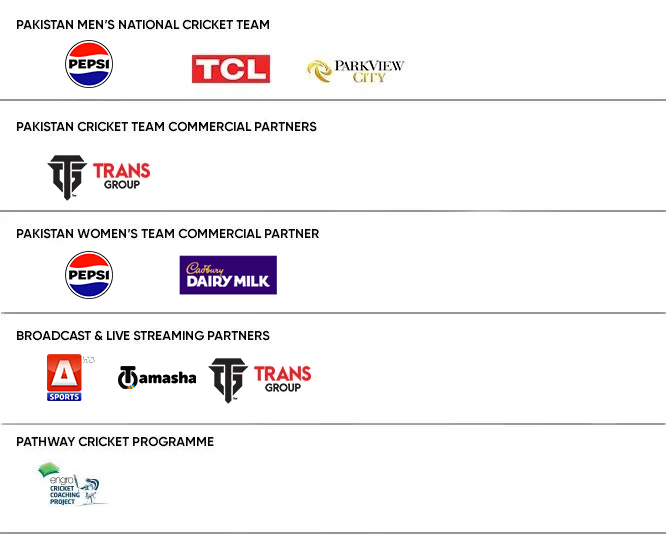 PAKISTAN MEN'S NATIONAL CRICKET TEAM
PEPSI
TCL
PARKVIEW
CITY
PAKISTAN CRICKET TEAM COMMERCIAL PARTNERS
TRANS
GROUP
PAKISTAN WOMEN'S TEAM COMMERCIAL PARTNER
PEPSI
Cadbury
DAIRY MILK
BROADCAST & LIVE STREAMING PARTNERS
A HD
SPORTS
Tamasha
TRANS
GROUP
PATHWAY CRICKET PROGRAMME
engro
CRICKET
COACHING
PROJECT